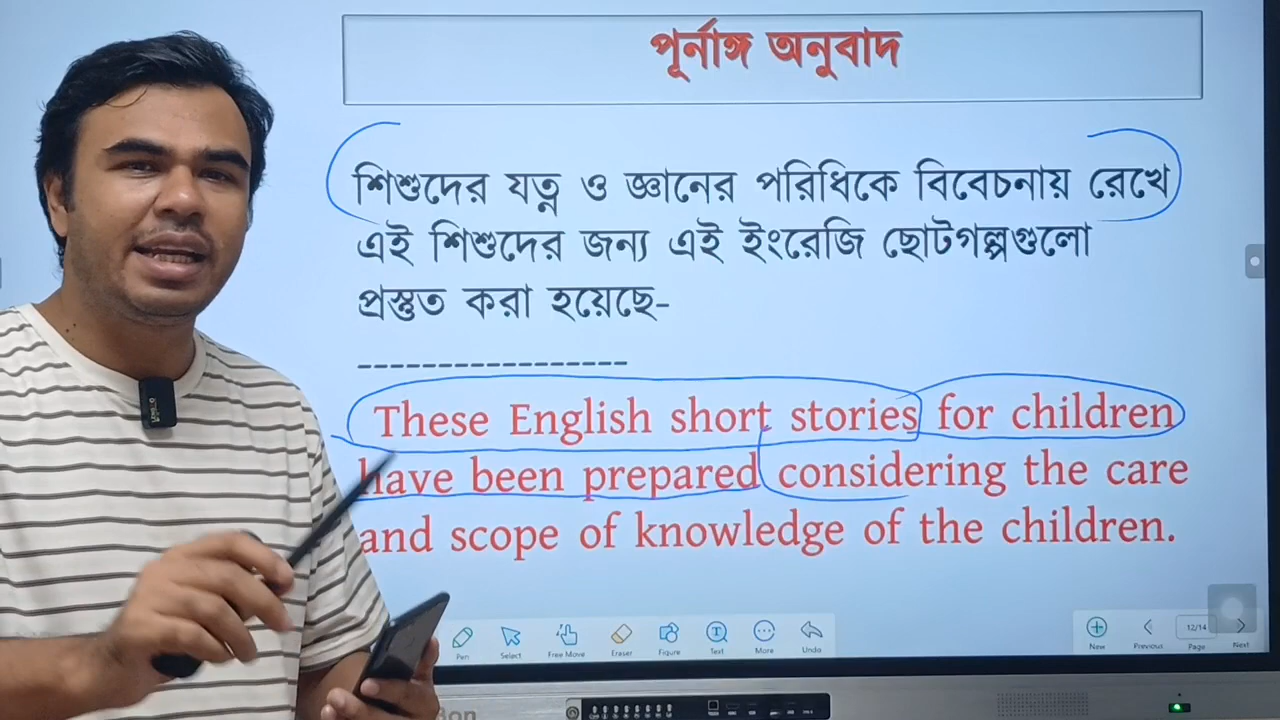 পূর্নাঙ্গ অনুবাদ
শিশুদের যত্ন ও জ্ঞানের পরিধিকে বিবেচনায় রেখে
এই শিশুদের জন্য এই ইংরেজি ছোটগল্পগুলো
প্রস্তুত করা হয়েছে-
------------------
These English short stories for children
have been prepared considering the care
and scope of knowledge of the children.
Pen Select Free Move Eraser Figure Text More Undo New Previous 12/14 Page Next